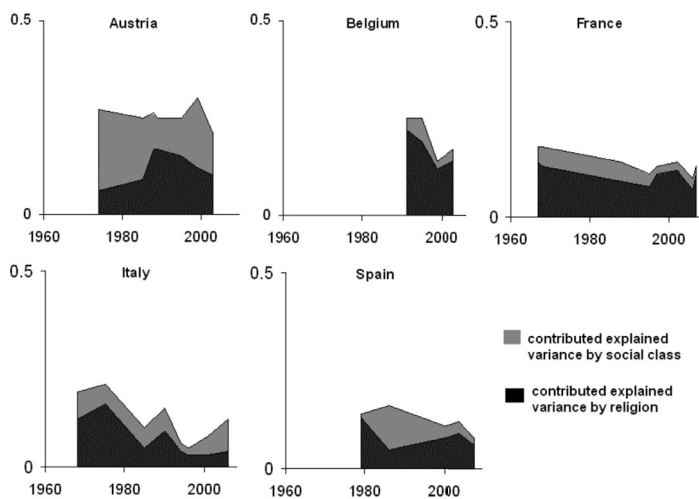 0.5
Austria
0
1960 1980 2000
0.5
Belgium
0
1960 1980 2000
0.5
France
0
1960 1980 2000
0.5
Italy
0
1960 1980 2000
0.5
Spain
0
1960 1980 2000
contributed explained
variance by social class
contributed explained
variance by religion